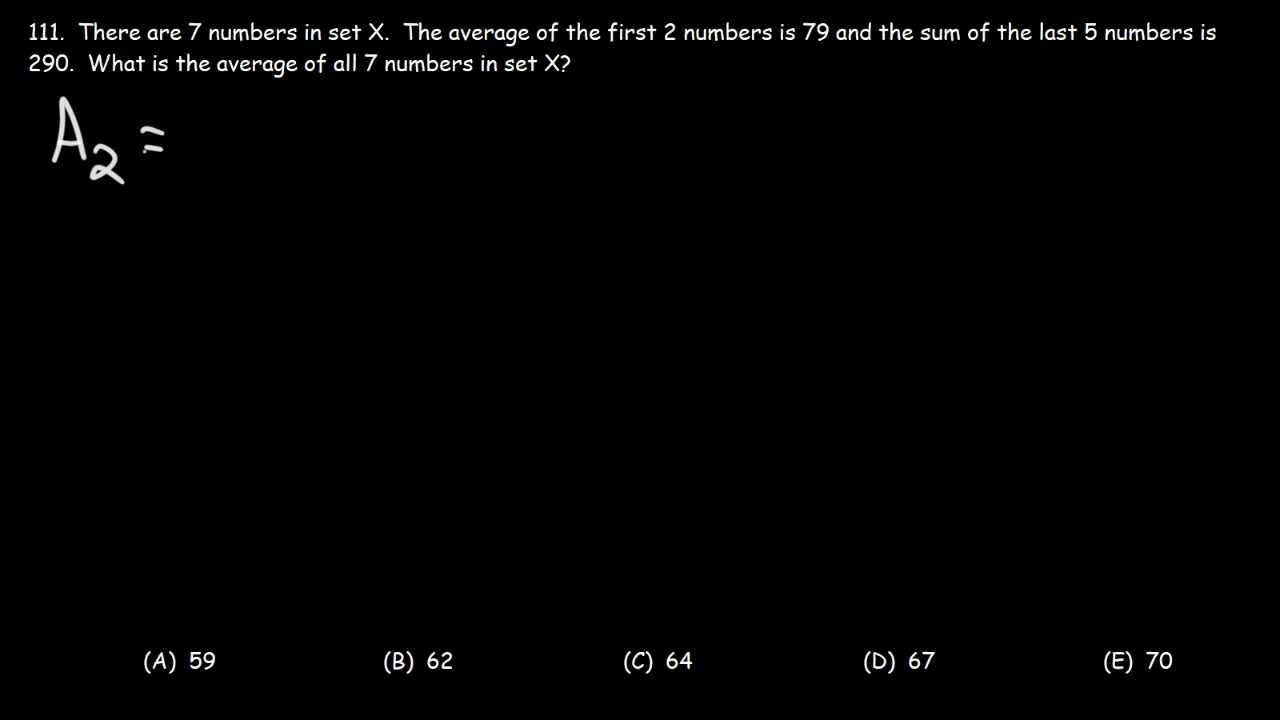 111. There are 7 numbers in set X. The average of the first 2 numbers is 79 and the sum of the last 5 numbers is
290. What is the average of all 7 numbers in set X?
A₂ =
(A) 59 (B) 62 (C) 64 (D) 67 (E) 70